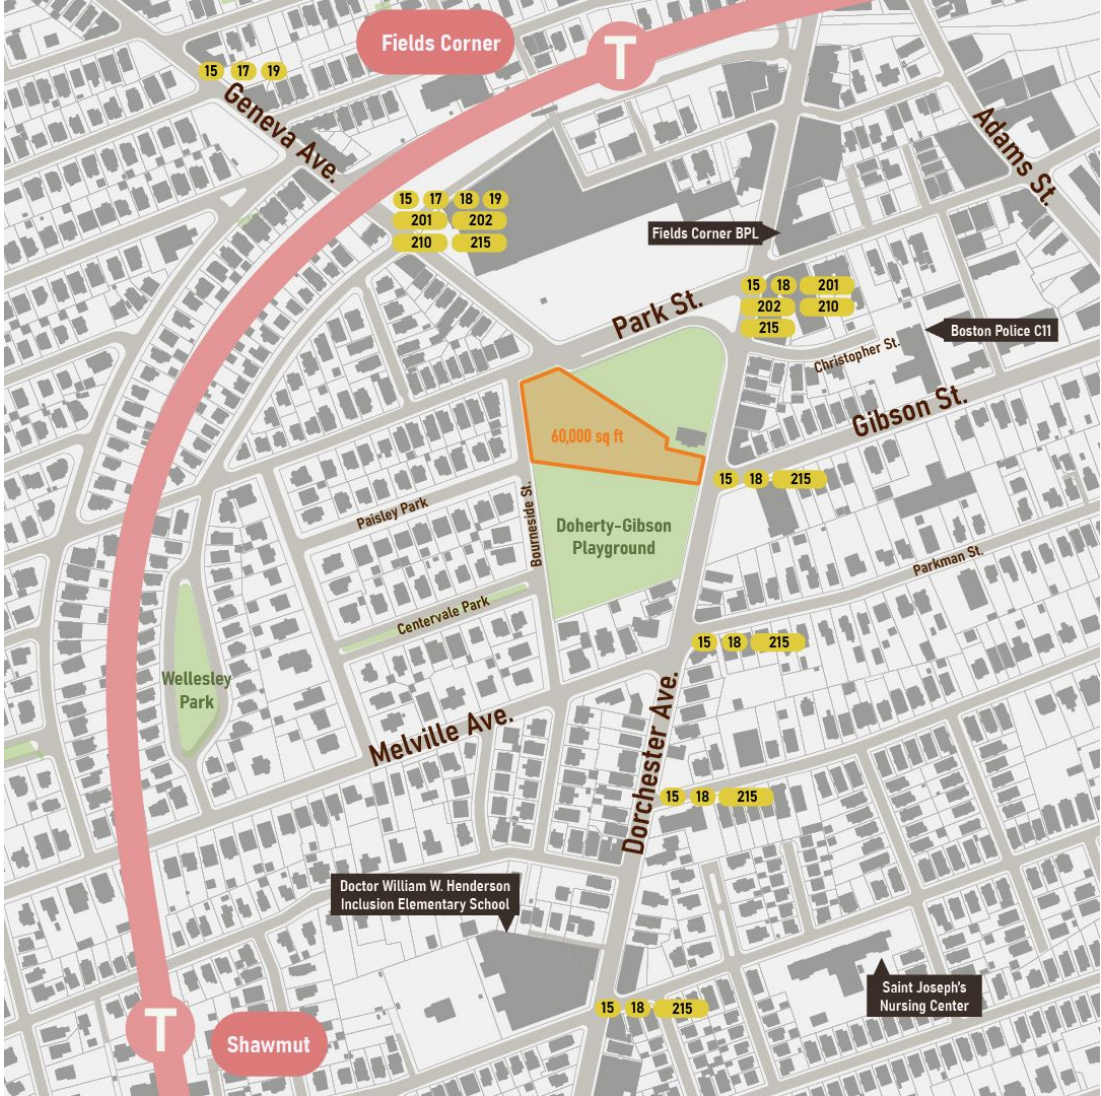 Fields Corner
T
15 17 19
Geneva Ave.
Adams St.
15 17 18 19
201 202
210 215
Fields Corner BPL
15 18 201
202 210
215
Park St.
Boston Police C11
Christopher St.
Gibson St.
60,000 sq ft
15 18 215
Paisley Park
Bourneside St.
Doherty-Gibson
Playground
Parkman St.
Centervale Park
15 18 215
Wellesley
Park
Melville Ave.
Dorchester Ave.
15 18 215
Doctor William W. Henderson
Inclusion Elementary School
Saint Joseph's
Nursing Center
15 18 215
T
Shawmut